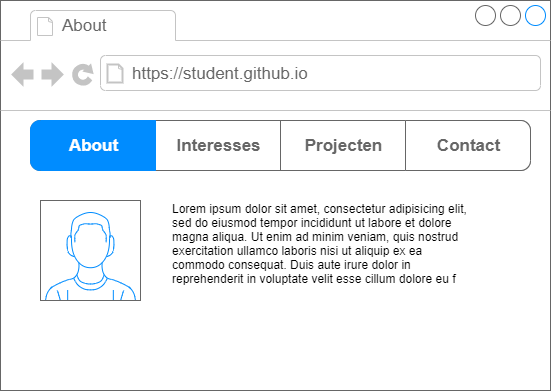 About
https://student.github.io
About Interesses Projecten Contact
Lorem ipsum dolor sit amet, consectetur adipisicing elit,
sed do eiusmod tempor incididunt ut labore et dolore
magna aliqua. Ut enim ad minim veniam, quis nostrud
exercitation ullamco laboris nisi ut aliquip ex ea
commodo consequat. Duis aute irure dolor in
reprehenderit in voluptate velit esse cillum dolore eu f